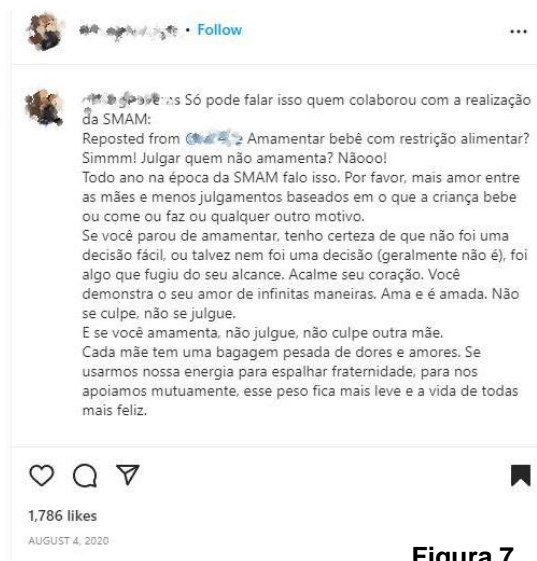 • Follow
Só pode falar isso quem colaborou com a realização
da SMAM:
Reposted from Amamentar bebê com restrição alimentar?
Simmm! Julgar quem não amamenta? Nãooo!
Todo ano na época da SMAM falo isso. Por favor, mais amor entre
as mães e menos julgamentos baseados em o que a criança bebe
ou come ou faz ou qualquer outro motivo.
Se você parou de amamentar, tenho certeza de que não foi uma
decisão fácil, ou talvez nem foi uma decisão (geralmente não é), foi
algo que fugiu do seu alcance. Acalme seu coração. Você
demonstra o seu amor de infinitas maneiras. Ama e é amada. Não
se culpe, não se julgue.
E se você amamenta, não julgue, não culpe outra mãe.
Cada mãe tem uma bagagem pesada de dores e amores. Se
usarmos nossa energia para espalhar fraternidade, para nos
apoiamos mutuamente, esse peso fica mais leve e a vida de todas
mais feliz.
1,786 likes
AUGUST 4, 2020
Figura 7